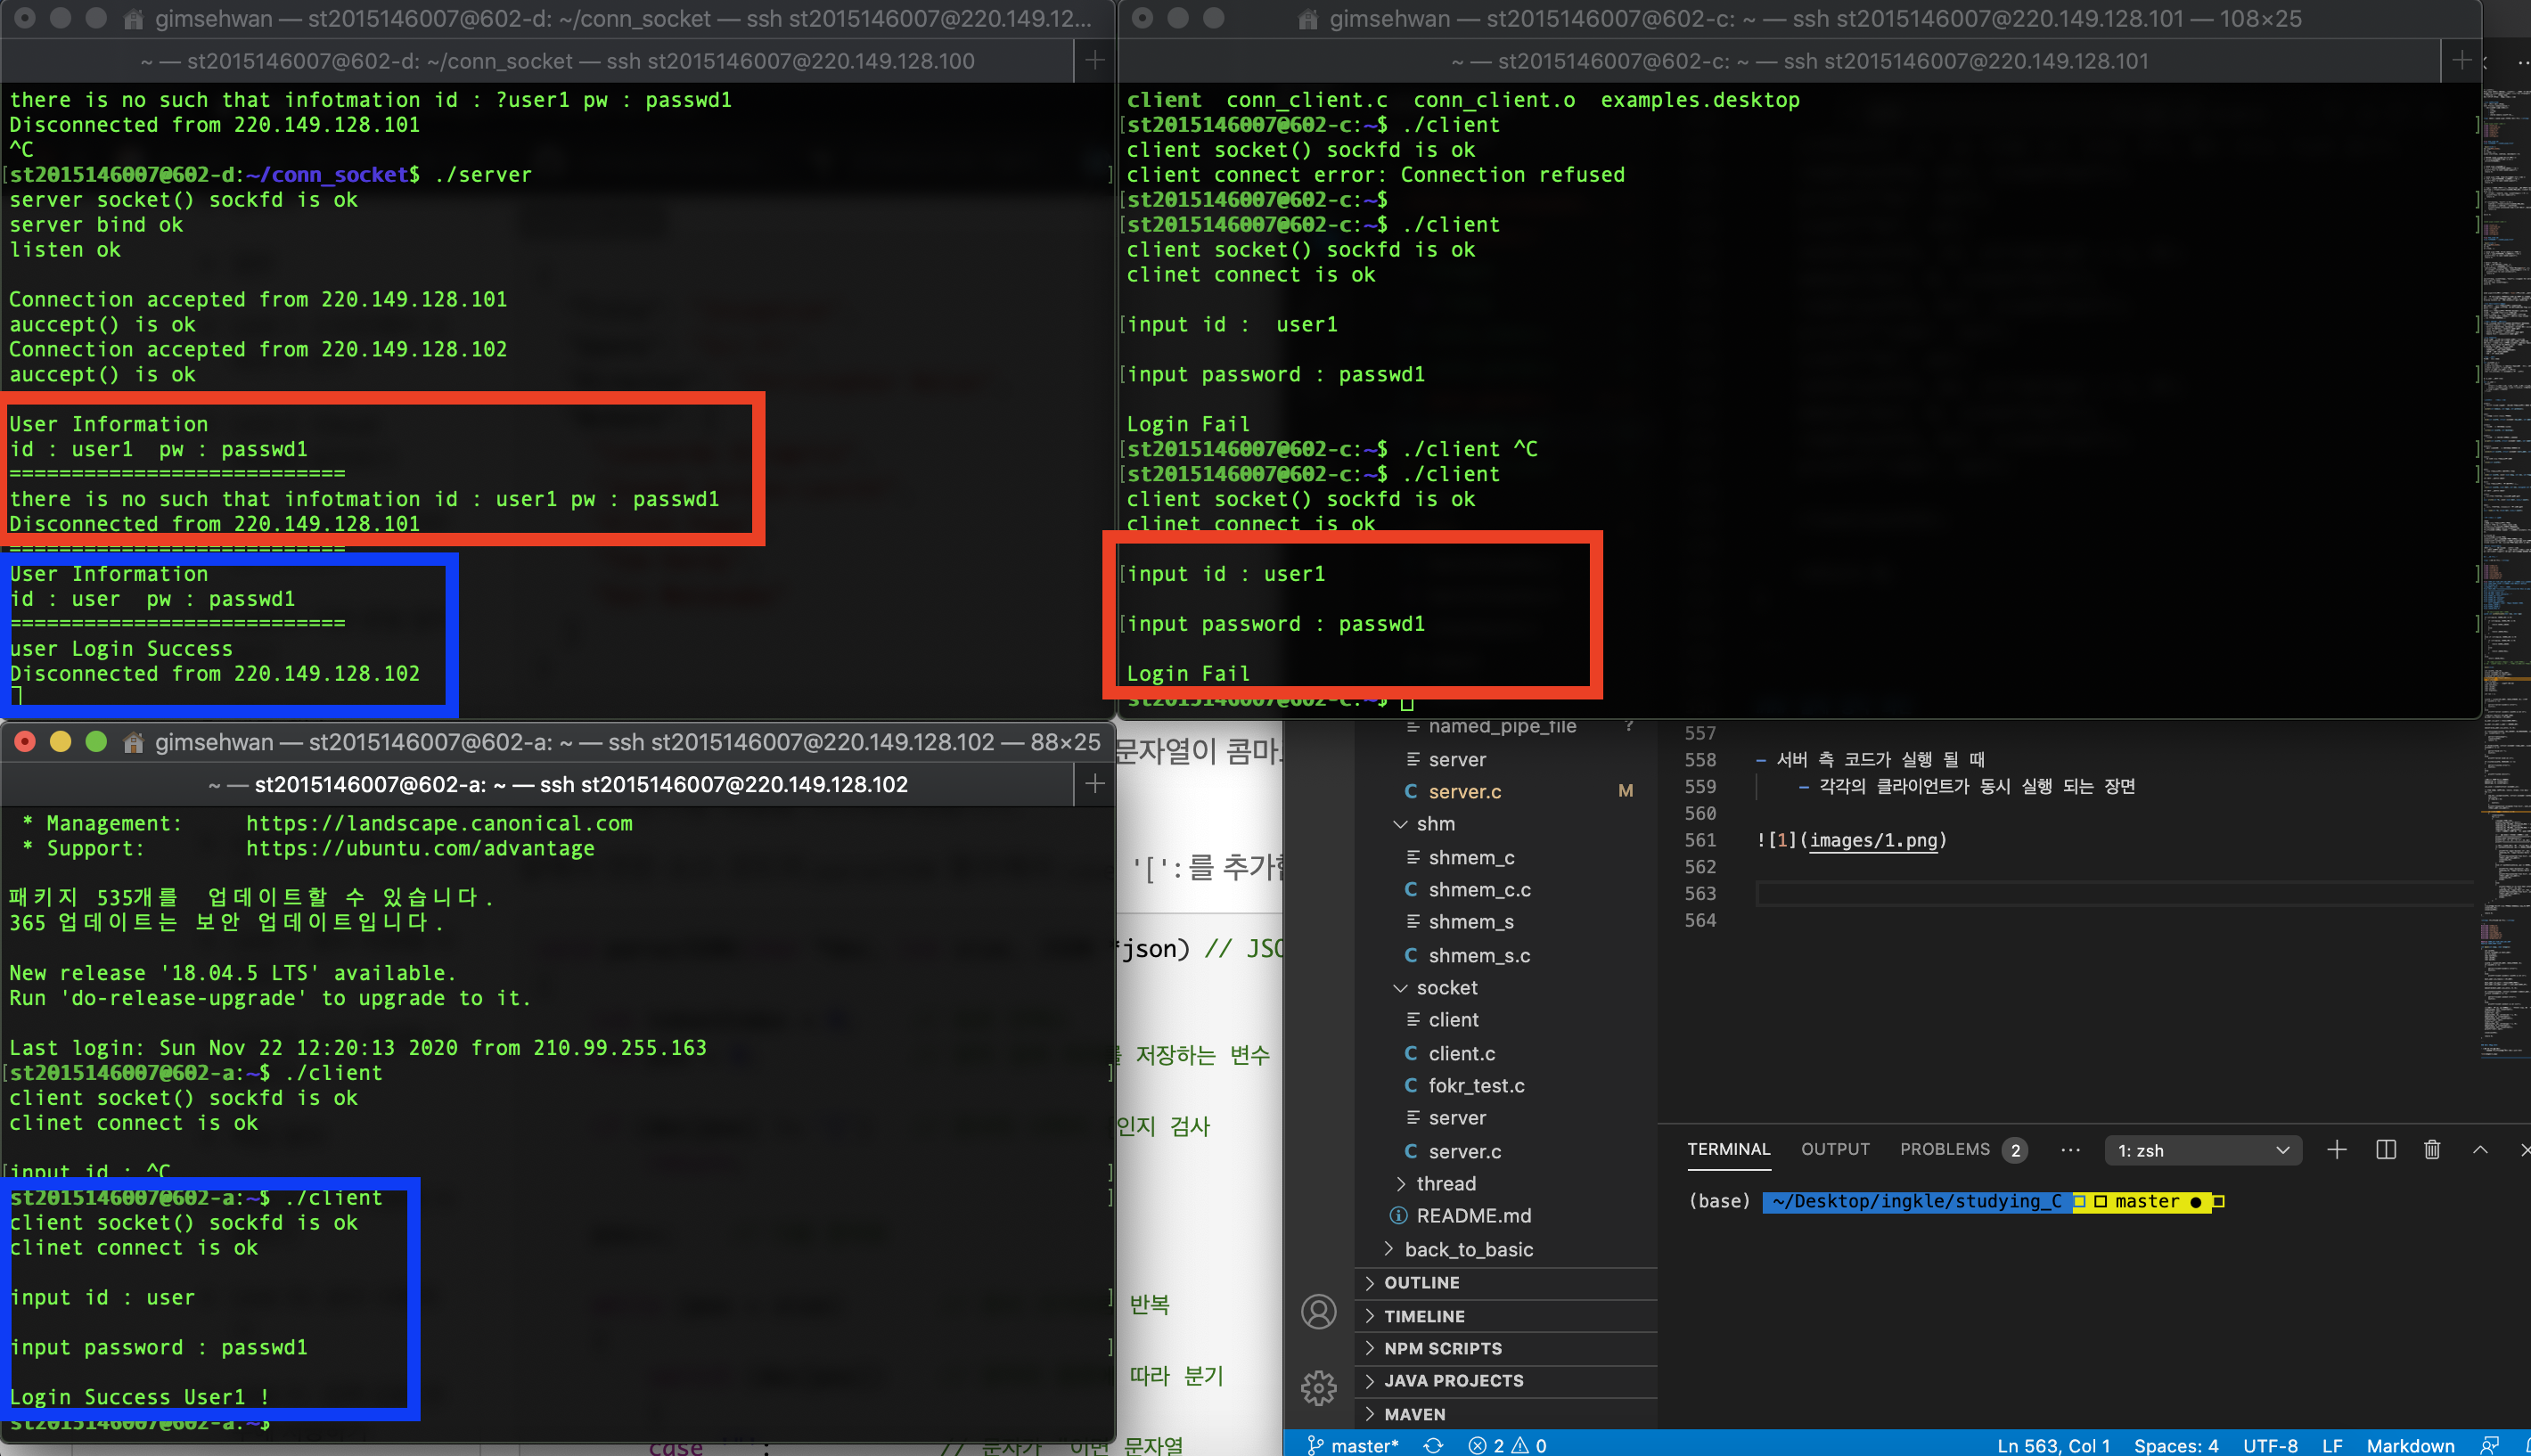 gimsehwan — st2015146007@602-d: ~/conn_socket — ssh st2015146007@220.149.12...
~ — st2015146007@602-d: ~/conn_socket — ssh st2015146007@220.149.128.100
there is no such that infotmation id : ?user1 pw : passwd1
Disconnected from 220.149.128.101
^C
[st2015146007@602-d:~/conn_socket$ ./server
server socket() sockfd is ok
server bind ok
listen ok
Connection accepted from 220.149.128.101
auccept() is ok
Connection accepted from 220.149.128.102
auccept() is ok
User Information
id : user1  pw : passwd1
===========================
there is no such that infotmation id : user1 pw : passwd1
Disconnected from 220.149.128.101
===========================
User Information
id : user  pw : passwd1
===========================
user Login Success
Disconnected from 220.149.128.102
gimsehwan — st2015146007@602-c: ~ — ssh st2015146007@220.149.128.101 — 108×25
~ — st2015146007@602-c: ~ — ssh st2015146007@220.149.128.101
client  conn_client.c  conn_client.o  examples.desktop
[st2015146007@602-c:~$ ./client
client socket() sockfd is ok
client connect error: Connection refused
[st2015146007@602-c:~$
[st2015146007@602-c:~$ ./client
client socket() sockfd is ok
clinet connect is ok
[input id :  user1
[input password : passwd1
Login Fail
[st2015146007@602-c:~$ ./client ^C
[st2015146007@602-c:~$ ./client
client socket() sockfd is ok
clinet connect is ok
[input id : user1
[input password : passwd1
Login Fail
st2015146007@602-c:~$
gimsehwan — st2015146007@602-a: ~ — ssh st2015146007@220.149.128.102 — 88×25
~ — st2015146007@602-a: ~ — ssh st2015146007@220.149.128.102
* Management:     https://landscape.canonical.com
* Support:        https://ubuntu.com/advantage
패키지 535개를 업데이트할 수 있습니다.
365 업데이트는 보안 업데이트입니다.
New release '18.04.5 LTS' available.
Run 'do-release-upgrade' to upgrade to it.
Last login: Sun Nov 22 12:20:13 2020 from 210.99.255.163
[st2015146007@602-a:~$ ./client
client socket() sockfd is ok
clinet connect is ok
[input id : ^C
st2015146007@602-a:~$ ./client
client socket() sockfd is ok
clinet connect is ok
input id : user
input password : passwd1
Login Success User1 !
st2015146007@602-a:~$
문자열이 콤마
'[':를 추가
*json) // JSO
저장하는 변수
인지 검사
반복
따라 분기
case '"': // 문자가 "이면 문자열
named_pipe_file ?
server
C server.c M
shm
shmem_c
C shmem_c.c
shmem_s
C shmem_s.c
socket
client
C client.c
C fokr_test.c
server
C server.c
thread
README.md
back_to_basic
OUTLINE
TIMELINE
NPM SCRIPTS
JAVA PROJECTS
MAVEN
557
558 - 서버 측 코드가 실행 될 때
559 - 각각의 클라이언트가 동시 실행 되는 장면
560
561 ![1](images/1.png)
562
563
564
TERMINAL OUTPUT PROBLEMS 2 ... 1: zsh
(base) ~/Desktop/ingkle/studying_C master ●
master* 2 0 Ln 563, Col 1 Spaces: 4 UTF-8 LF Markdown